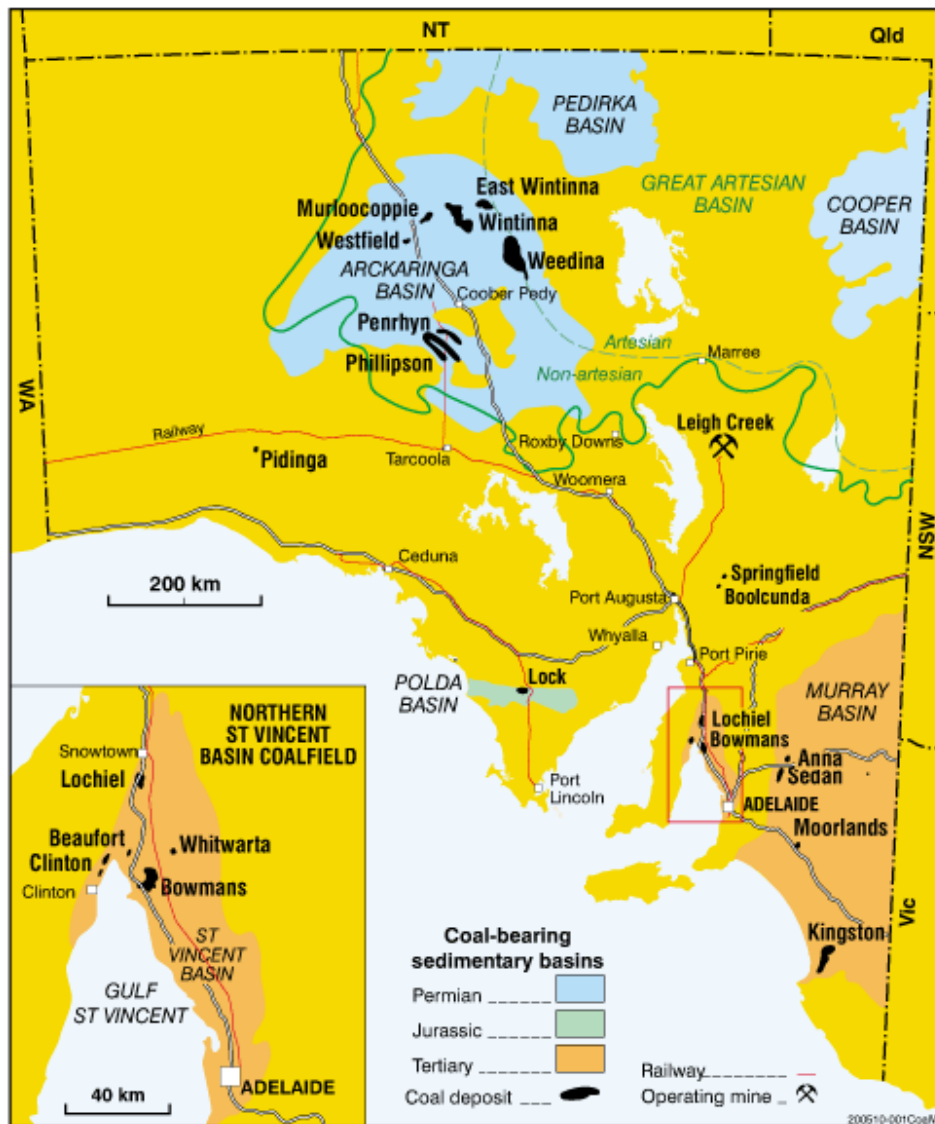 NT
Qld
PEDIRKA
BASIN
East Wintinna
GREAT ARTESIAN
BASIN
COOPER
BASIN
Murloocoppie
Wintinna
Westfield
Weedina
ARCKARINGA
BASIN
Coober Pedy
Penrhyn
Phillipson
Artesian
Non-artesian
Marree
WA
Railway
Pidinga
Tarcoola
Roxby Downs
Leigh Creek
Woomera
NSW
Ceduna
200 km
Springfield
Boolcunda
Port Augusta
Whyalla
Port Pirie
POLDA
BASIN
Lock
MURRAY
BASIN
Lochiel
Bowmans
Anna
Sedan
Port
Lincoln
ADELAIDE
Moorlands
Vic
Kingston
NORTHERN
ST VINCENT
BASIN COALFIELD
Snowtown
Lochiel
Beaufort
Clinton
Whitwarta
Clinton
Bowmans
ST
VINCENT
BASIN
GULF
ST VINCENT
ADELAIDE
40 km
Coal-bearing
sedimentary basins
Permian
Jurassic
Tertiary
Coal deposit
Railway
Operating mine
200510-001CoalM